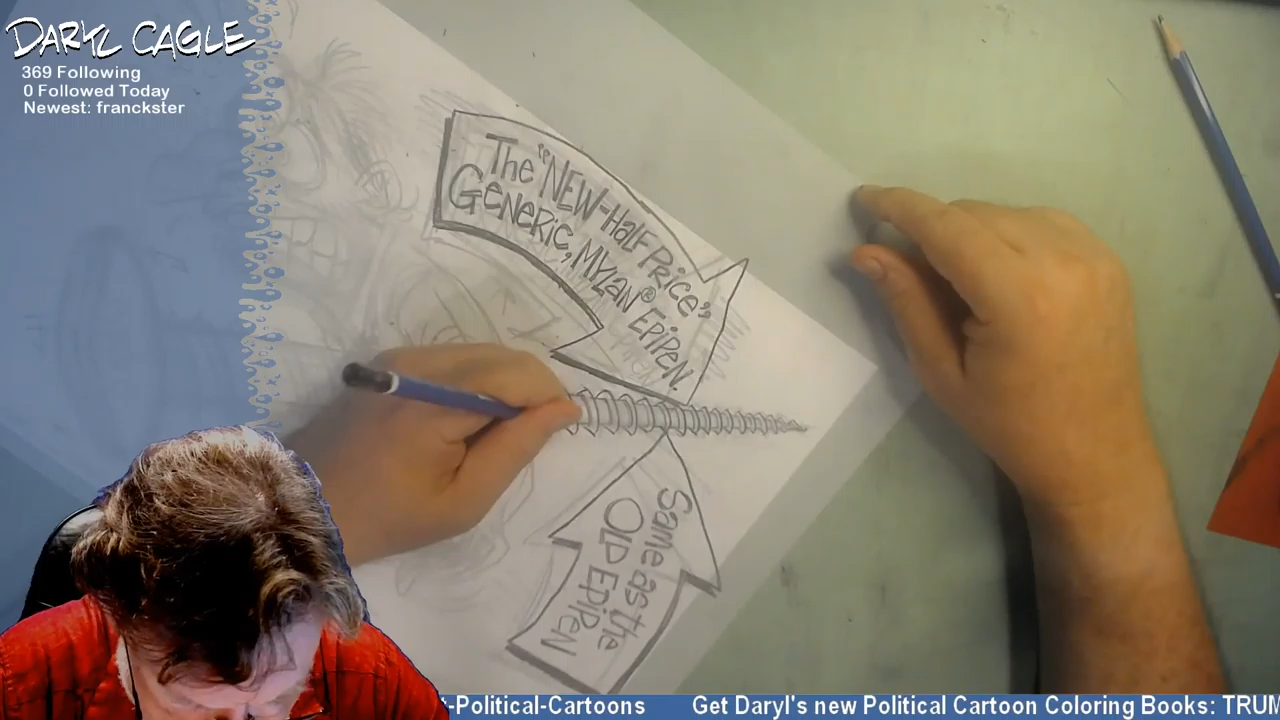 DARYL CAGLE
369 Following
0 Followed Today
Newest: franckster
The "NEW-Half Price",
GENERIC, MYLAN® EPIPEN.
Same as the
OLD EPIPEN
-Political-Cartoons Get Daryl's new Political Cartoon Coloring Books: TRUM